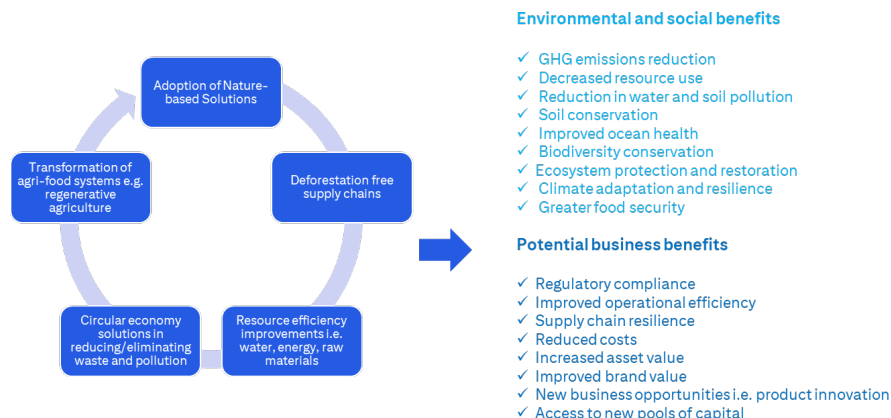 Adoption of Nature-
based Solutions
Deforestation free
supply chains
Resource efficiency
improvements i.e.
water, energy, raw
materials
Circular economy
solutions in
reducing/eliminating
waste and pollution
Transformation of
agri-food systems e.g.
regenerative
agriculture
Environmental and social benefits
✓ GHG emissions reduction
✓ Decreased resource use
✓ Reduction in water and soil pollution
✓ Soil conservation
✓ Improved ocean health
✓ Biodiversity conservation
✓ Ecosystem protection and restoration
✓ Climate adaptation and resilience
✓ Greater food security
Potential business benefits
✓ Regulatory compliance
✓ Improved operational efficiency
✓ Supply chain resilience
✓ Reduced costs
✓ Increased asset value
✓ Improved brand value
✓ New business opportunities i.e. product innovation
✓ Access to new pools of capital